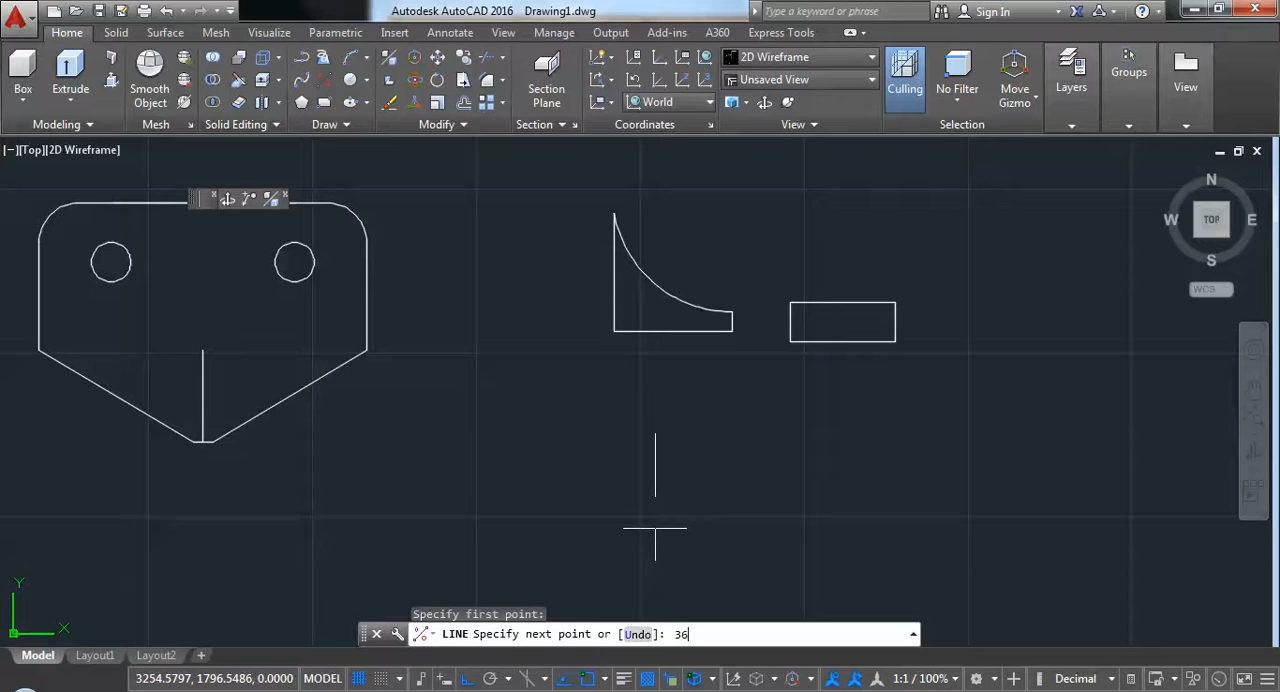 Autodesk AutoCAD 2016 Drawing1.dwg
Type a keyword or phrase
Sign In
Home Solid Surface Mesh Visualize Parametric Insert Annotate View Manage Output Add-ins A360 Express Tools
Box
Extrude
Smooth Object
Section Plane
2D Wireframe
Unsaved View
World
Culling
No Filter
Move Gizmo
Layers
Groups
View
Modeling Mesh Solid Editing Draw Modify Section Coordinates View Selection
[−][Top][2D Wireframe]
N
W TOP E
S
WCS
Y
X
Specify first point:
LINE Specify next point or [Undo]: 36
Model Layout1 Layout2 +
3254.5797, 1796.5486, 0.0000 MODEL 1:1 / 100% Decimal